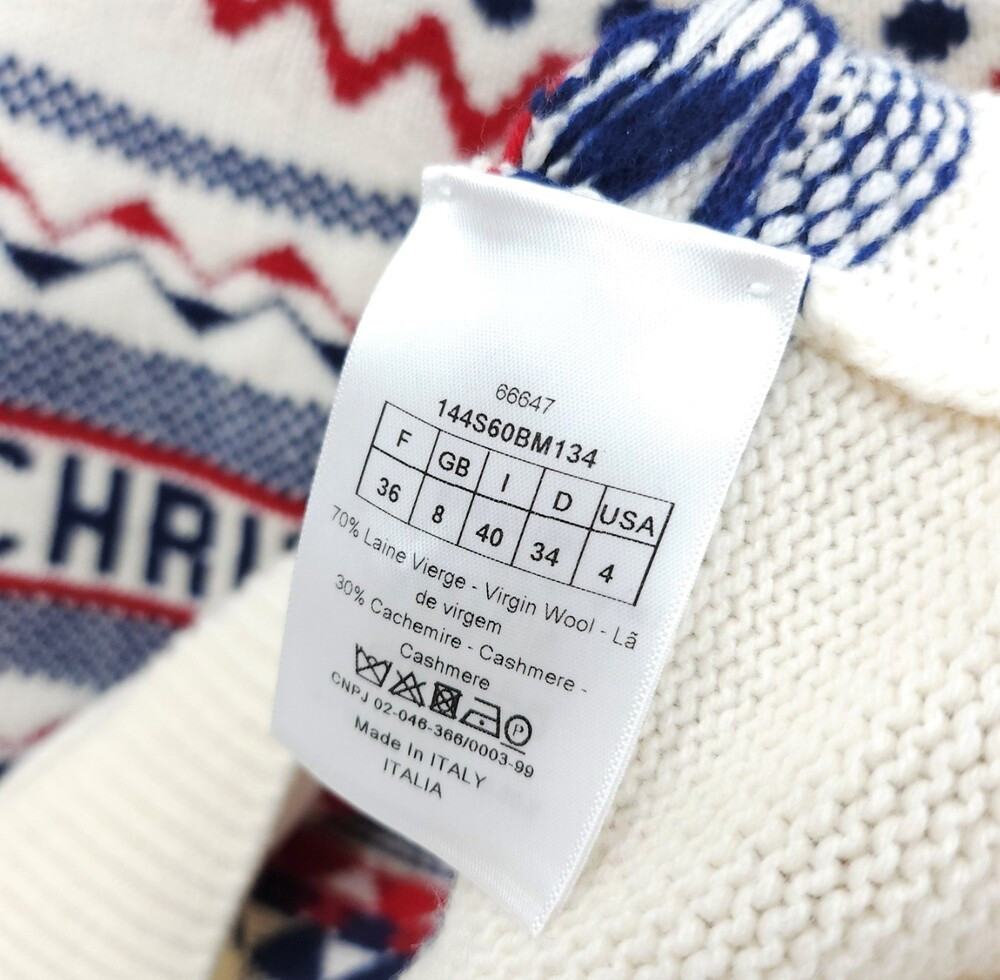 66647
144S60BM134
F GB I D USA
36 8 40 34 4
70% Laine Vierge - Virgin Wool - Lã
de virgem
30% Cachemire - Cashmere -
Cashmere
P
CNPJ 02-046-366/0003-99
Made In ITALY
ITALIA
CHRI